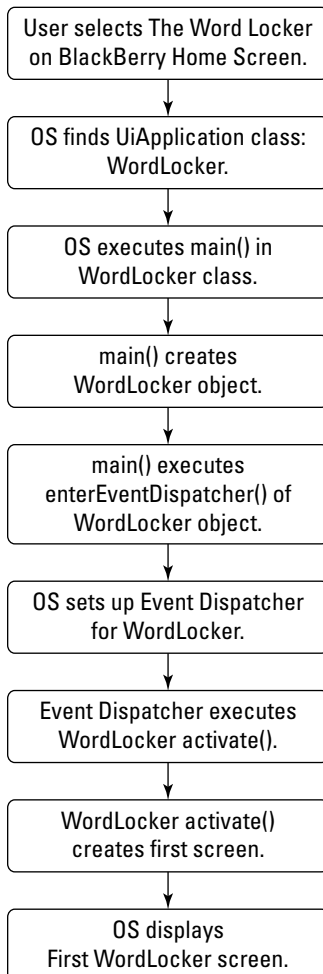 User selects The Word Locker
on BlackBerry Home Screen.
OS finds UiApplication class:
WordLocker.
OS executes main() in
WordLocker class.
main() creates
WordLocker object.
main() executes
enterEventDispatcher() of
WordLocker object.
OS sets up Event Dispatcher
for WordLocker.
Event Dispatcher executes
WordLocker activate().
WordLocker activate()
creates first screen.
OS displays
First WordLocker screen.